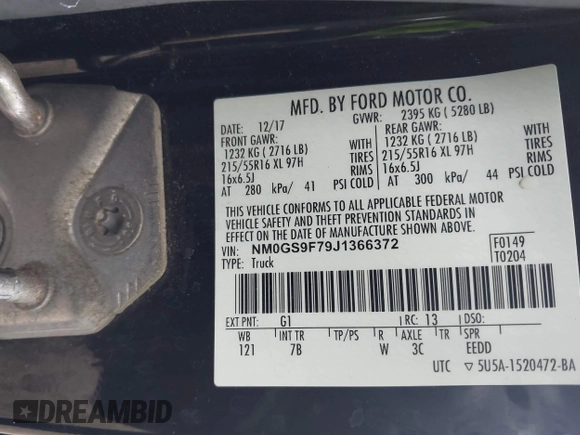 MFD. BY FORD MOTOR CO.
DATE: 12/17 GVWR: 2395 KG ( 5280 LB)
FRONT GAWR: REAR GAWR:
1232 KG ( 2716 LB) 1232 KG ( 2716 LB)
215/55R16 XL 97H TIRES 215/55R16 XL 97H TIRES
16x6.5J RIMS 16x6.5J RIMS
AT 280 kPa/ 41 PSI COLD AT 300 kPa/ 44 PSI COLD
THIS VEHICLE CONFORMS TO ALL APPLICABLE FEDERAL MOTOR
VEHICLE SAFETY AND THEFT PREVENTION STANDARDS IN
EFFECT ON THE DATE OF MANUFACTURE SHOWN ABOVE.
VIN: NM0GS9F79J1366372 F0149
TYPE: Truck T0204
EXT PNT: G1 RC: 13 DSO:
WB INT TR TP/PS R AXLE TR SPR
121 7B W 3C EEDD
UTC ▽ 5U5A-1520472-BA
DREAMBID